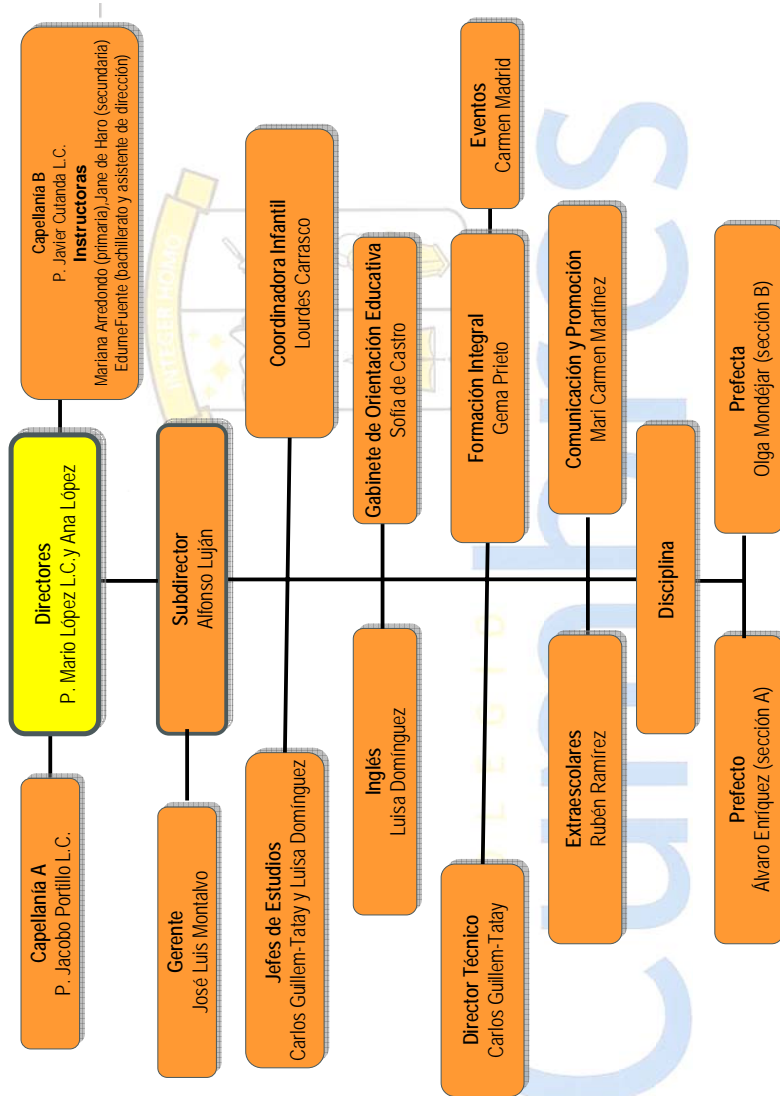 Directores
P. Mario López L.C.y Ana López
Capellanía A
P. Jacobo Portillo L.C.
Capellanía B
P. Javier Cutanda L.C.
Instructoras
Mariana Arredondo (primaria),Jane de Haro (secundaria)
EdurneFuente (bachillerato y asistente de dirección)
Subdirector
Alfonso Luján
Gerente
José Luis Montalvo
Jefes de Estudios
Carlos Guillem-Tatay y Luisa Domínguez
Coordinadora Infantil
Lourdes Carrasco
Inglés
Luisa Domínguez
Gabinete de Orientación Educativa
Sofía de Castro
Director Técnico
Carlos Guillem-Tatay
Formación Integral
Gema Prieto
Eventos
Carmen Madrid
Extraescolares
Rubén Ramírez
Comunicación y Promoción
Mari Carmen Martínez
Disciplina
Prefecto
Álvaro Enríquez (sección A)
Prefecta
Olga Mondéjar (sección B)
INTEGER HOMO
Cumbres